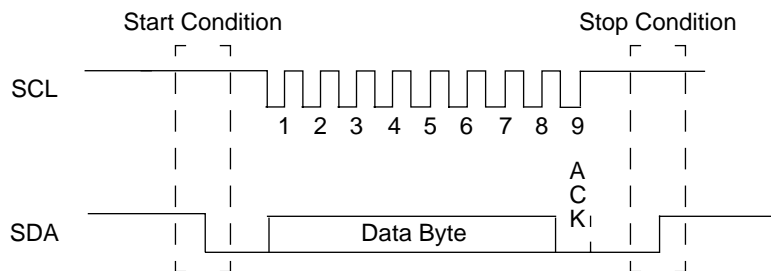 Start Condition
Stop Condition
SCL
1 2 3 4 5 6 7 8 9
A
C
K
SDA
Data Byte